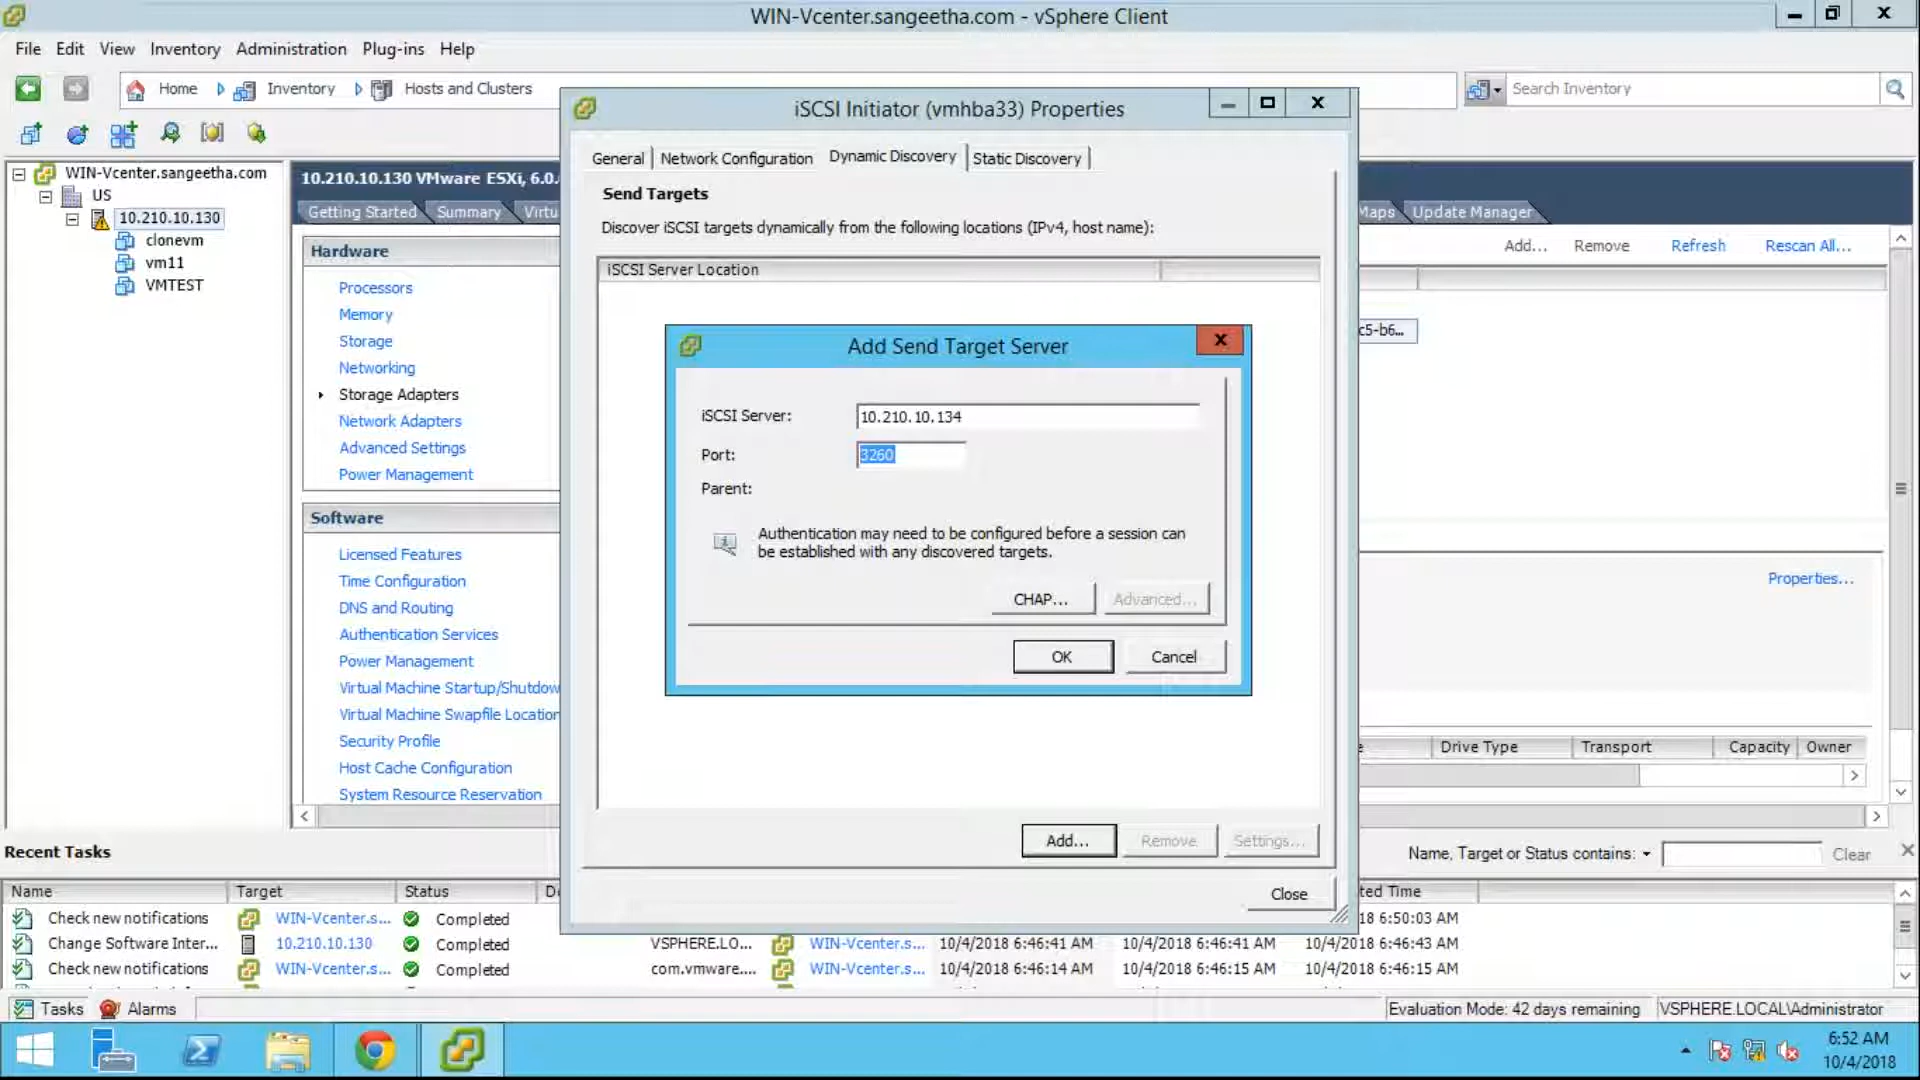 WIN-Vcenter.sangeetha.com - vSphere Client
File Edit View Inventory Administration Plug-ins Help
Home Inventory Hosts and Clusters
Search Inventory
WIN-Vcenter.sangeetha.com
US
10.210.10.130
clonevm
vm11
VMTEST
10.210.10.130 VMware ESXi, 6.0.
Getting Started Summary Virtu
Maps Update Manager
Hardware
Processors
Memory
Storage
Networking
Storage Adapters
Network Adapters
Advanced Settings
Power Management
Software
Licensed Features
Time Configuration
DNS and Routing
Authentication Services
Power Management
Virtual Machine Startup/Shutdow
Virtual Machine Swapfile Location
Security Profile
Host Cache Configuration
System Resource Reservation
Add... Remove Refresh Rescan All...
c5-b6...
Properties...
Drive Type Transport Capacity Owner
iSCSI Initiator (vmhba33) Properties
General Network Configuration Dynamic Discovery Static Discovery
Send Targets
Discover iSCSI targets dynamically from the following locations (IPv4, host name):
iSCSI Server Location
Add Send Target Server
iSCSI Server: 10.210.10.134
Port: 3260
Parent:
Authentication may need to be configured before a session can
be established with any discovered targets.
CHAP... Advanced...
OK Cancel
Add... Remove Settings...
Close
Recent Tasks
Name, Target or Status contains: Clear
Name Target Status De ted Time
Check new notifications WIN-Vcenter.s... Completed 18 6:50:03 AM
Change Software Inter... 10.210.10.130 Completed VSPHERE.LO... WIN-Vcenter.s... 10/4/2018 6:46:41 AM 10/4/2018 6:46:41 AM 10/4/2018 6:46:43 AM
Check new notifications WIN-Vcenter.s... Completed com.vmware.... WIN-Vcenter.s... 10/4/2018 6:46:14 AM 10/4/2018 6:46:15 AM 10/4/2018 6:46:15 AM
Tasks Alarms
Evaluation Mode: 42 days remaining VSPHERE.LOCAL\Administrator
6:52 AM
10/4/2018